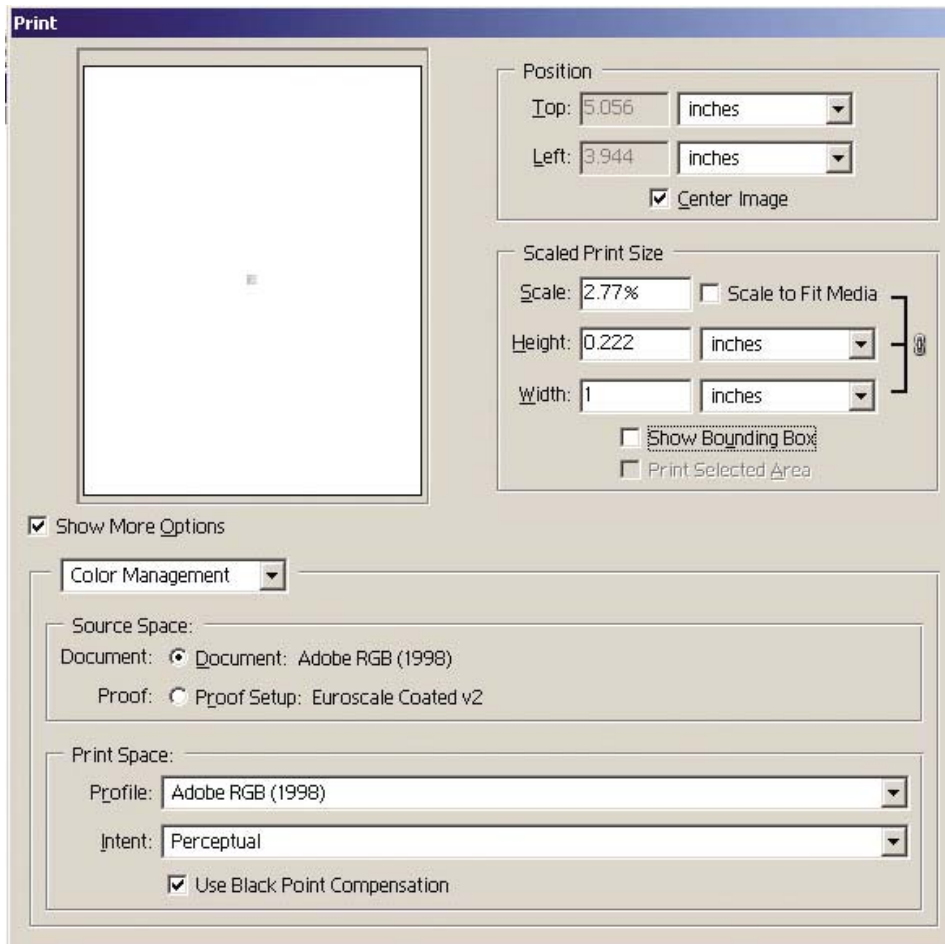 Print
Position
Top: 5.056 inches
Left: 3.944 inches
Center Image
Scaled Print Size
Scale: 2.77% Scale to Fit Media
Height: 0.222 inches
Width: 1 inches
Show Bounding Box
Print Selected Area
Show More Options
Color Management
Source Space:
Document: Document: Adobe RGB (1998)
Proof: Proof Setup: Euroscale Coated v2
Print Space:
Profile: Adobe RGB (1998)
Intent: Perceptual
Use Black Point Compensation